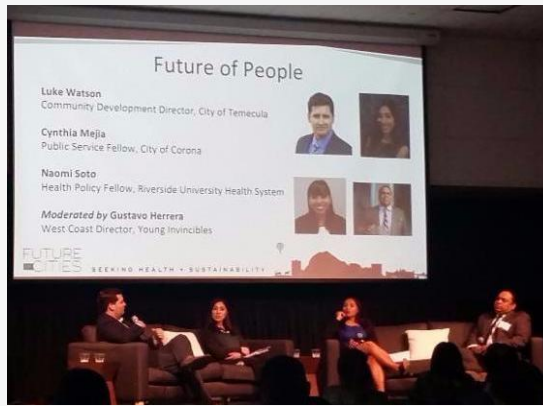 Future of People
Luke Watson
Community Development Director, City of Temecula
Cynthia Mejia
Public Service Fellow, City of Corona
Naomi Soto
Health Policy Fellow, Riverside University Health System
Moderated by Gustavo Herrera
West Coast Director, Young Invincibles
FUTURE
CITIES
SEEKING HEALTH + SUSTAINABILITY